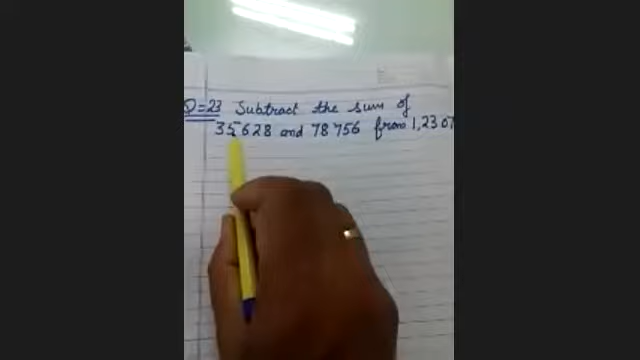 Q=23 Subtract the sum of
35628 and 78756 from 1,2307